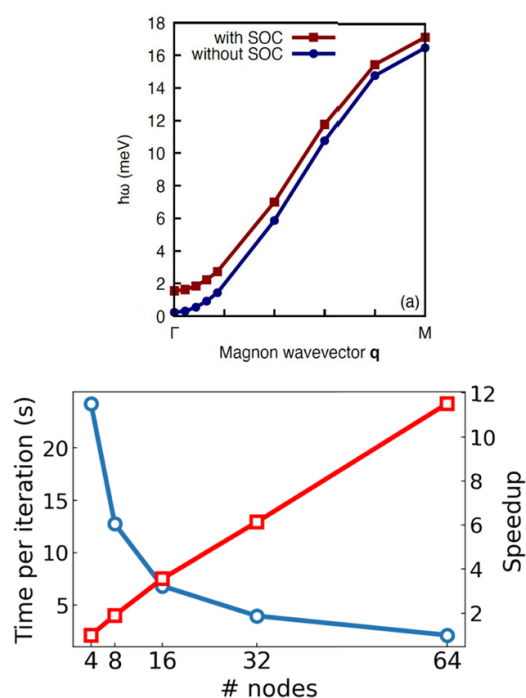 18
with SOC
16
without SOC
14
12
10
8
6
4
2
0
ħω (meV)
(a)
Γ
M
Magnon wavevector q
Time per iteration (s)
20
15
10
5
12
10
8
6
4
2
Speedup
4 8 16 32 64
# nodes